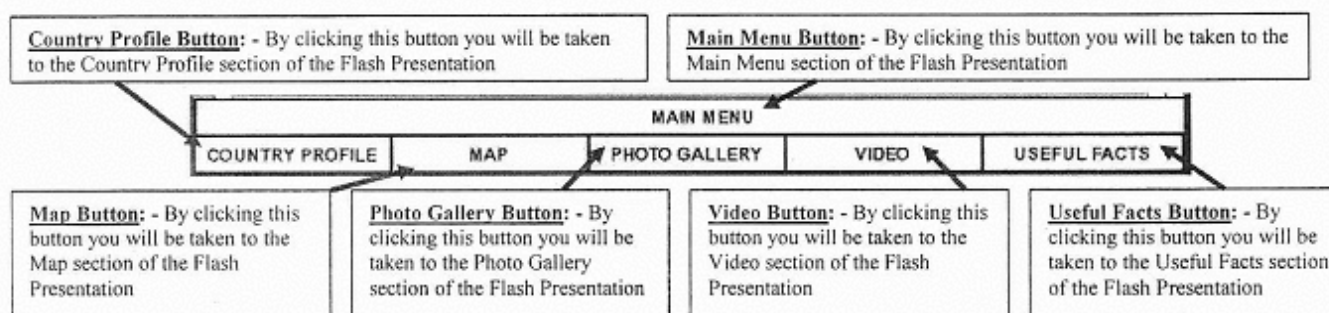 Country Profile Button: - By clicking this button you will be taken
to the Country Profile section of the Flash Presentation
Main Menu Button: - By clicking this button you will be taken to the
Main Menu section of the Flash Presentation
MAIN MENU
COUNTRY PROFILE
MAP
PHOTO GALLERY
VIDEO
USEFUL FACTS
Map Button: - By clicking this
button you will be taken to the
Map section of the Flash
Presentation
Photo Gallery Button: - By
clicking this button you will be
taken to the Photo Gallery
section of the Flash Presentation
Video Button: - By clicking this
button you will be taken to the
Video section of the Flash
Presentation
Useful Facts Button: - By
clicking this button you will be
taken to the Useful Facts section
of the Flash Presentation